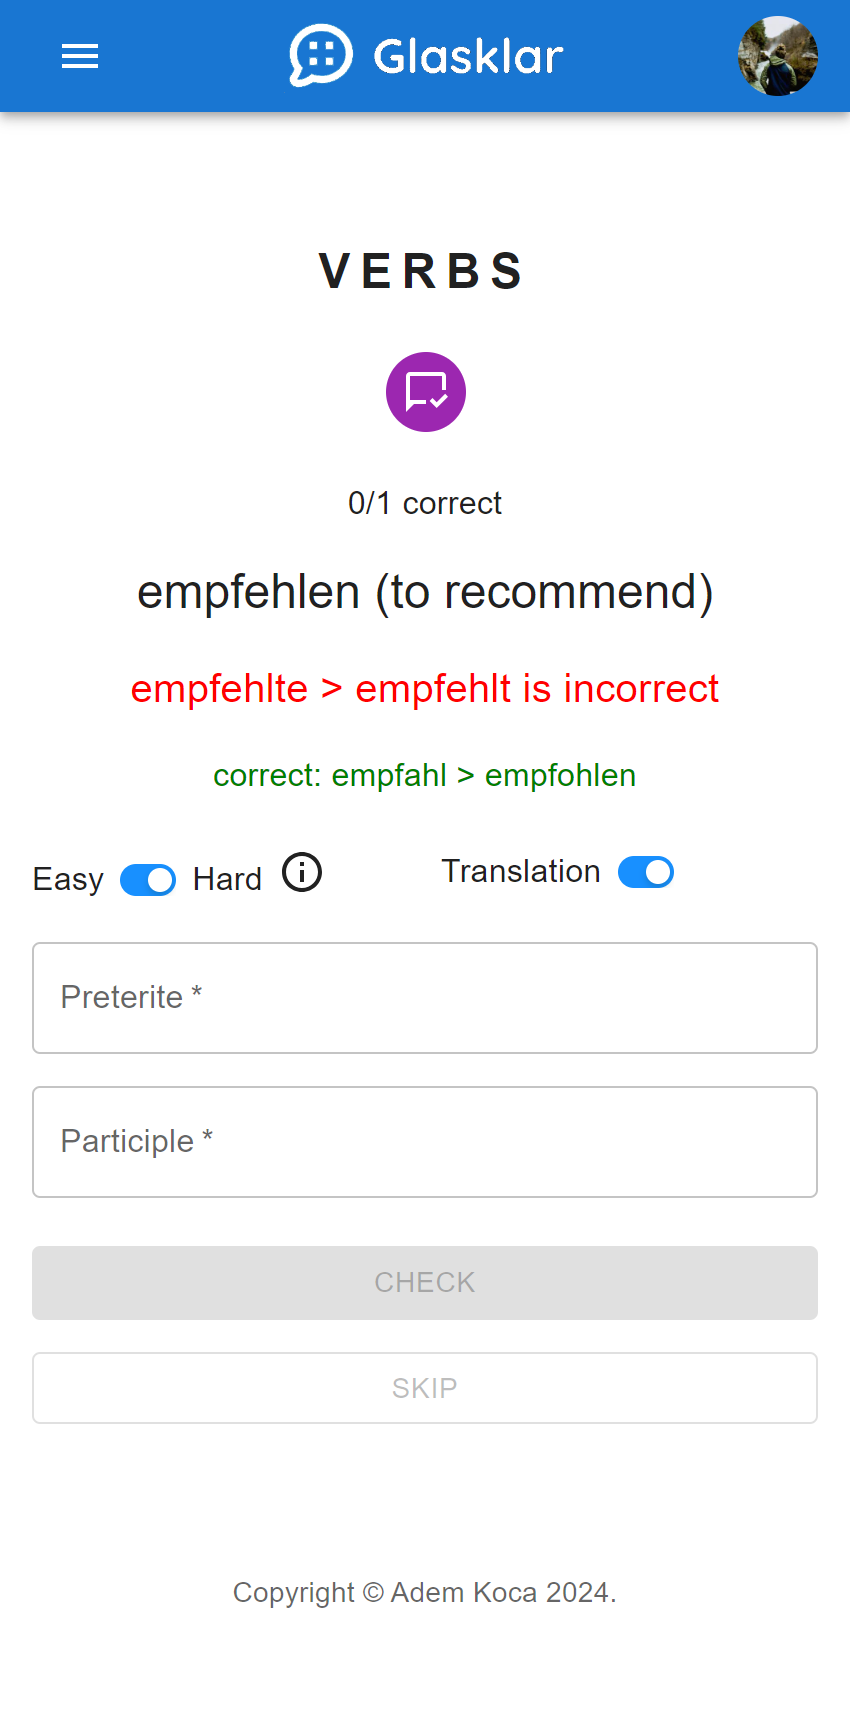 Glasklar
VERBS
0/1 correct
empfehlen (to recommend)
empfehlte > empfehlt is incorrect
correct: empfahl > empfohlen
Easy Hard Translation
Preterite *
Participle *
CHECK
SKIP
Copyright © Adem Koca 2024.